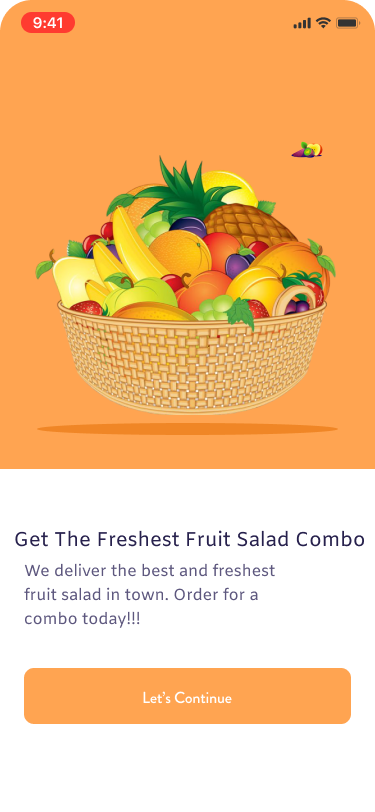 9:41
Get The Freshest Fruit Salad Combo
We deliver the best and freshest
fruit salad in town. Order for a
combo today!!!
Let’s Continue